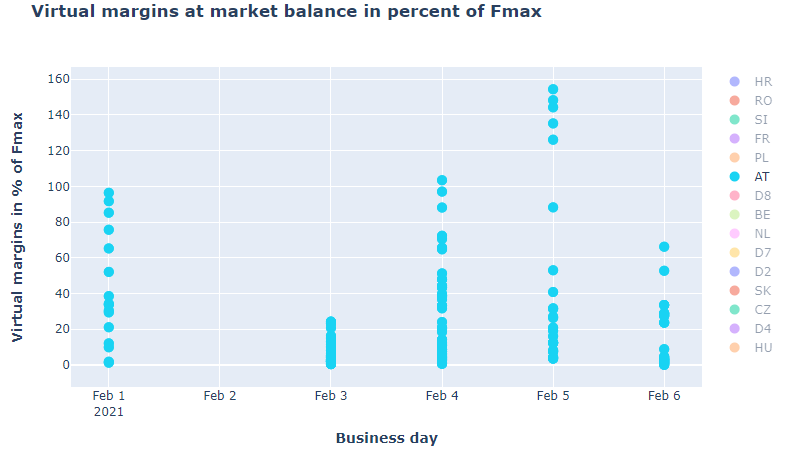 Virtual margins at market balance in percent of Fmax
Virtual margins in % of Fmax
160
140
120
100
80
60
40
20
0
Feb 1
2021
Feb 2
Feb 3
Feb 4
Feb 5
Feb 6
Business day
HR
RO
SI
FR
PL
AT
D8
BE
NL
D7
D2
SK
CZ
D4
HU